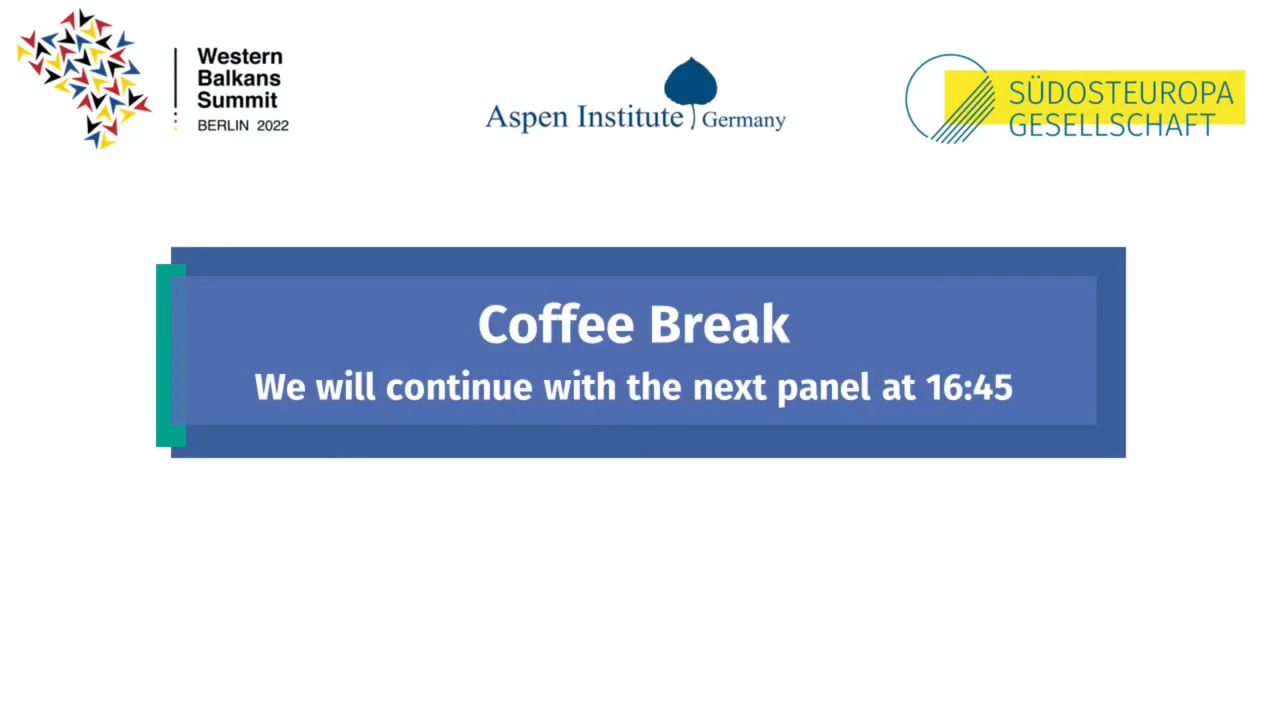 Western
Balkans
Summit
BERLIN 2022
Aspen Institute Germany
SÜDOSTEUROPA
GESELLSCHAFT
Coffee Break
We will continue with the next panel at 16:45